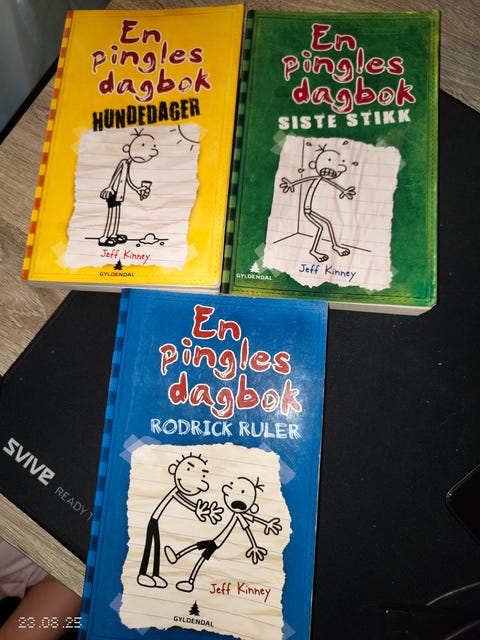 En
pingles
dagbok
HUNDEDAGER
Jeff Kinney
GYLDENDAL
En
pingles
dagbok
SISTE STIKK
Jeff Kinney
GYLDENDAL
En
pingles
dagbok
RODRICK RULER
Jeff Kinney
GYLDENDAL
SVIVE
READY T
23.08.25